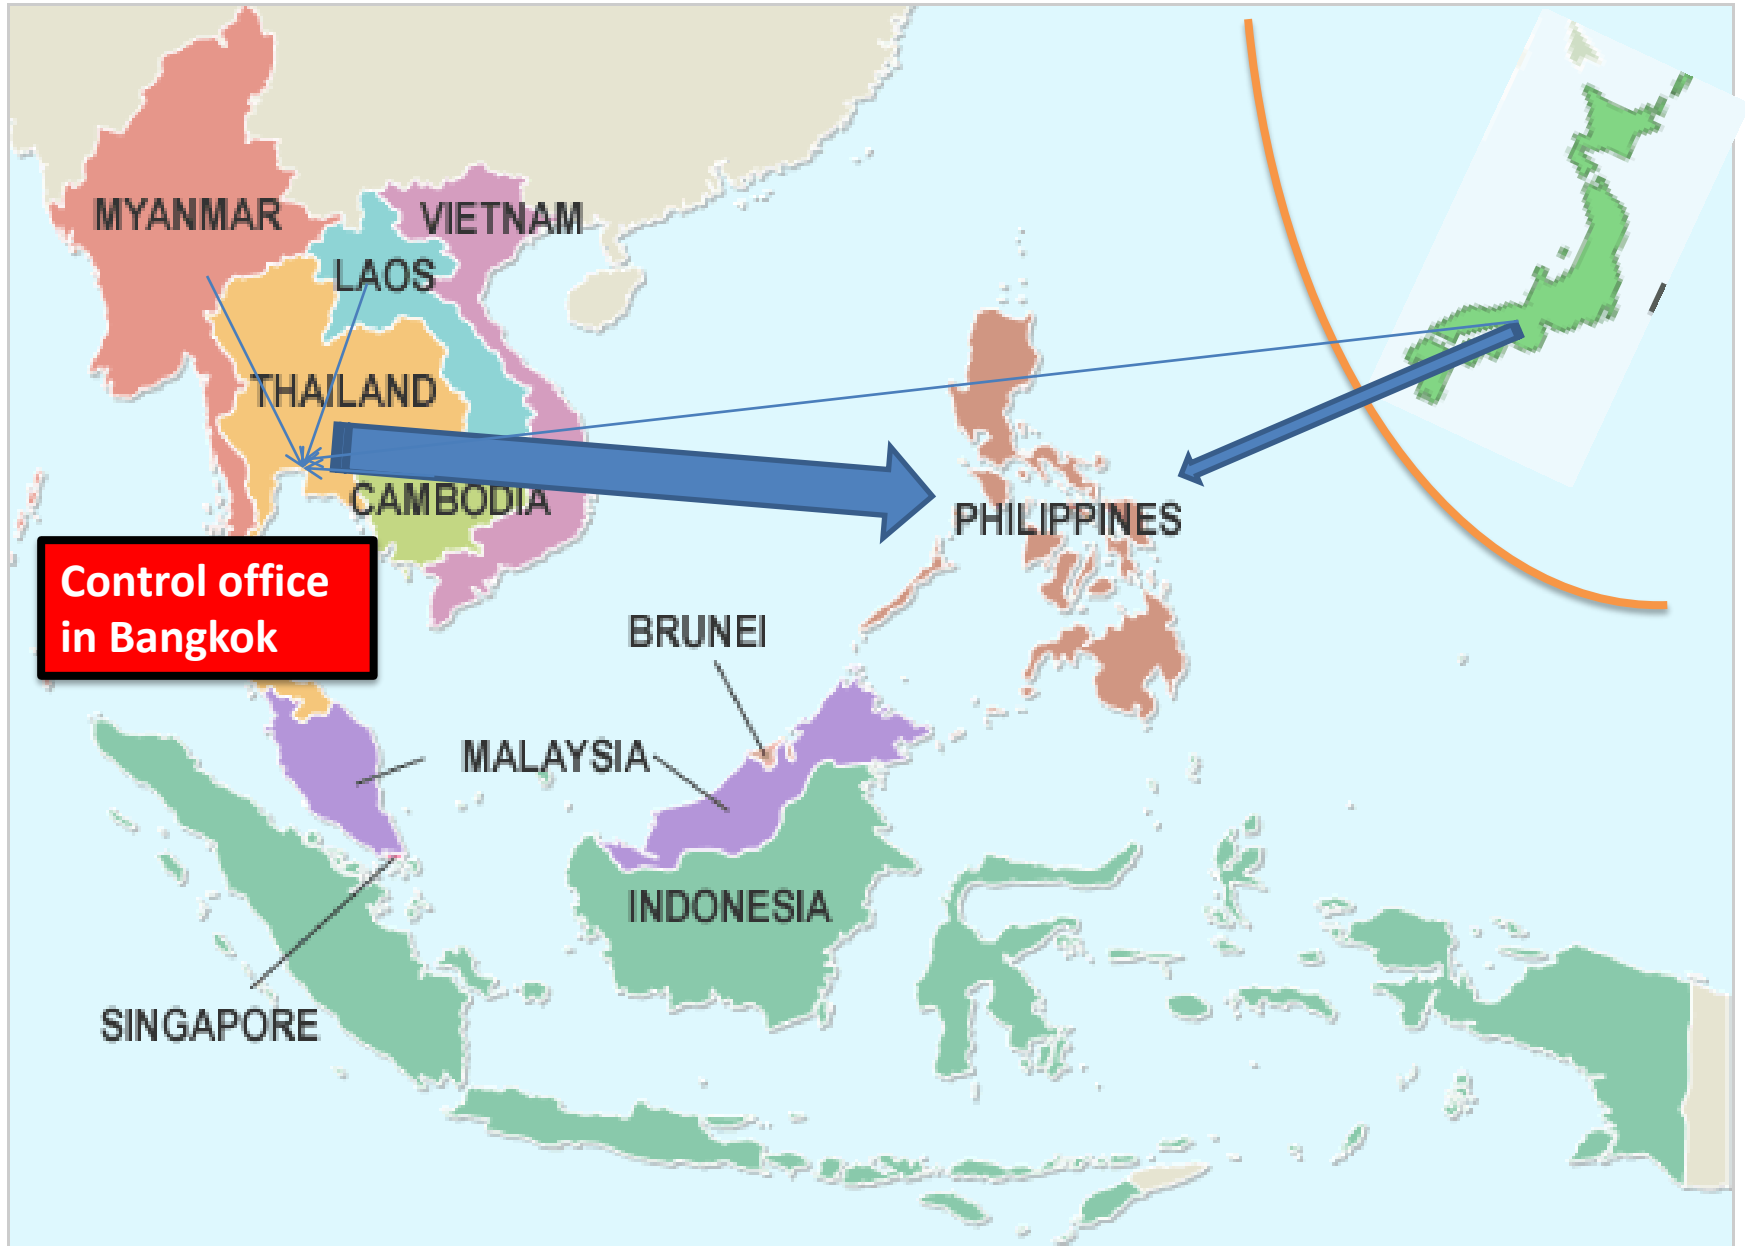 MYANMAR
VIETNAM
LAOS
THAILAND
CAMBODIA
PHILIPPINES
Control office
in Bangkok
BRUNEI
MALAYSIA
INDONESIA
SINGAPORE